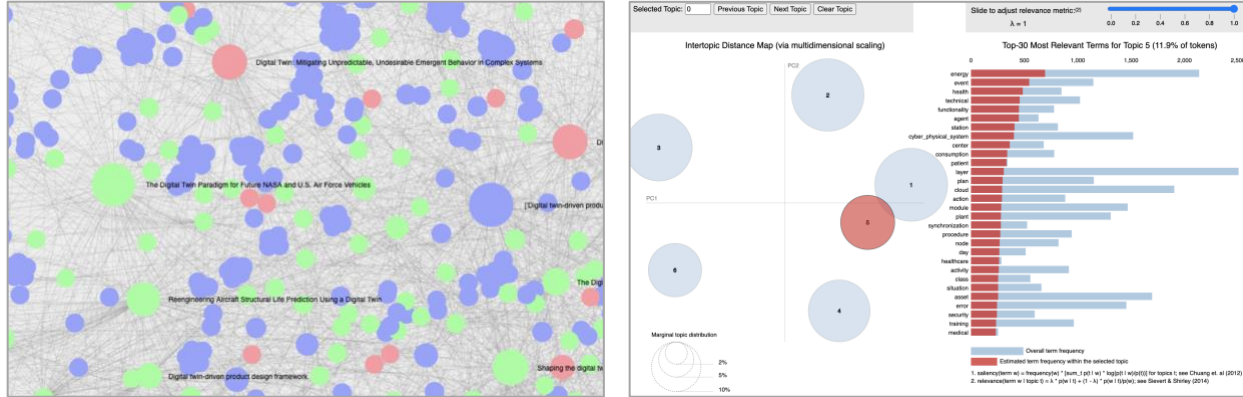 Digital Twin: Mitigating Unpredictable, Undesirable Emergent Behavior in Complex Systems
Di
The Digital Twin Paradigm for Future NASA and U.S. Air Force Vehicles
['Digital twin-driven produ
The Digi
Reengineering Aircraft Structural Life Prediction Using a Digital Twin
Shaping the digital tw
Digital twin-driven product design framework
Selected Topic: 0 Previous Topic Next Topic Clear Topic
Slide to adjust relevance metric:(2)
λ = 1
0.0 0.2 0.4 0.6 0.8 1.0
Intertopic Distance Map (via multidimensional scaling)
PC2
PC1
2
3
1
5
6
4
Marginal topic distribution
2%
5%
10%
Top-30 Most Relevant Terms for Topic 5 (11.9% of tokens)
0 500 1,000 1,500 2,000 2,500
energy
event
health
technical
functionality
agent
station
cyber_physical_system
center
consumption
patient
layer
plan
cloud
action
module
plant
synchronization
procedure
node
day
healthcare
activity
class
situation
asset
error
security
training
medical
Overall term frequency
Estimated term frequency within the selected topic
1. saliency(term w) = frequency(w) * [sum_t p(t | w) * log(p(t | w)/p(t))] for topics t; see Chuang et. al (2012)
2. relevance(term w | topic t) = λ * p(w | t) + (1 - λ) * p(w | t)/p(w); see Sievert & Shirley (2014)